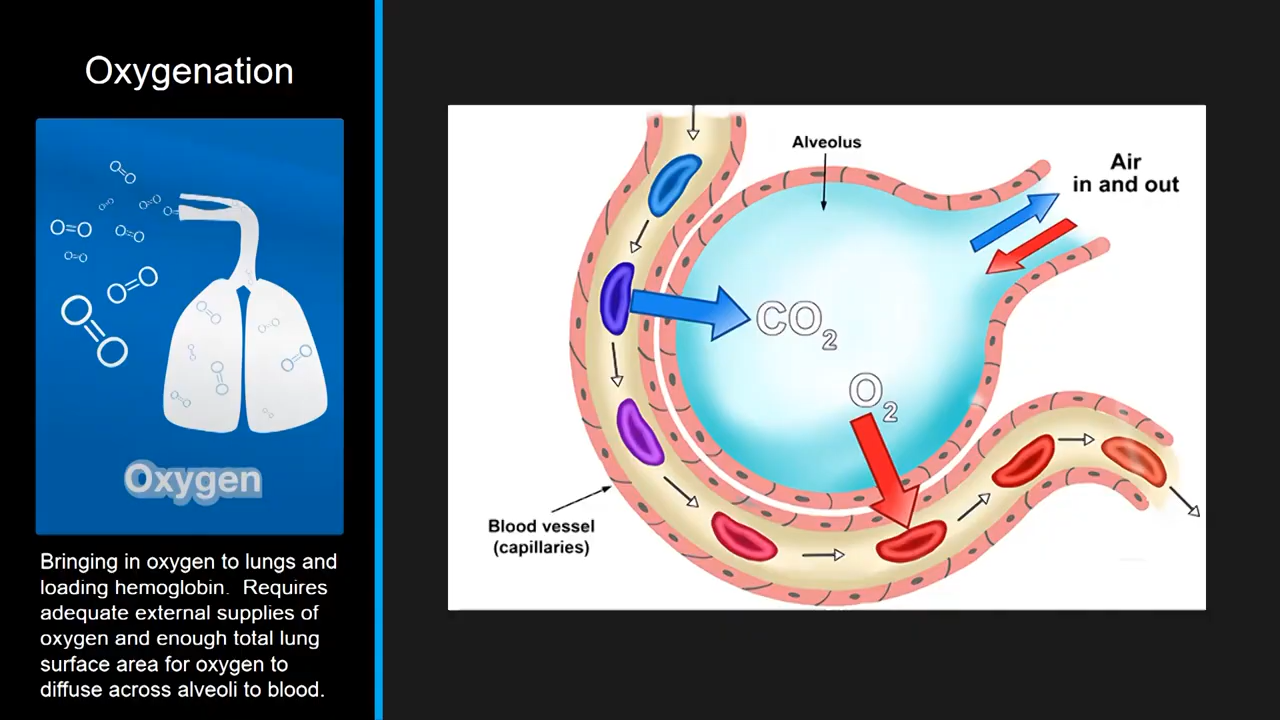 Oxygenation
Oxygen
Bringing in oxygen to lungs and
loading hemoglobin.  Requires
adequate external supplies of
oxygen and enough total lung
surface area for oxygen to
diffuse across alveoli to blood.
Alveolus
Air
in and out
CO₂
O₂
Blood vessel
(capillaries)